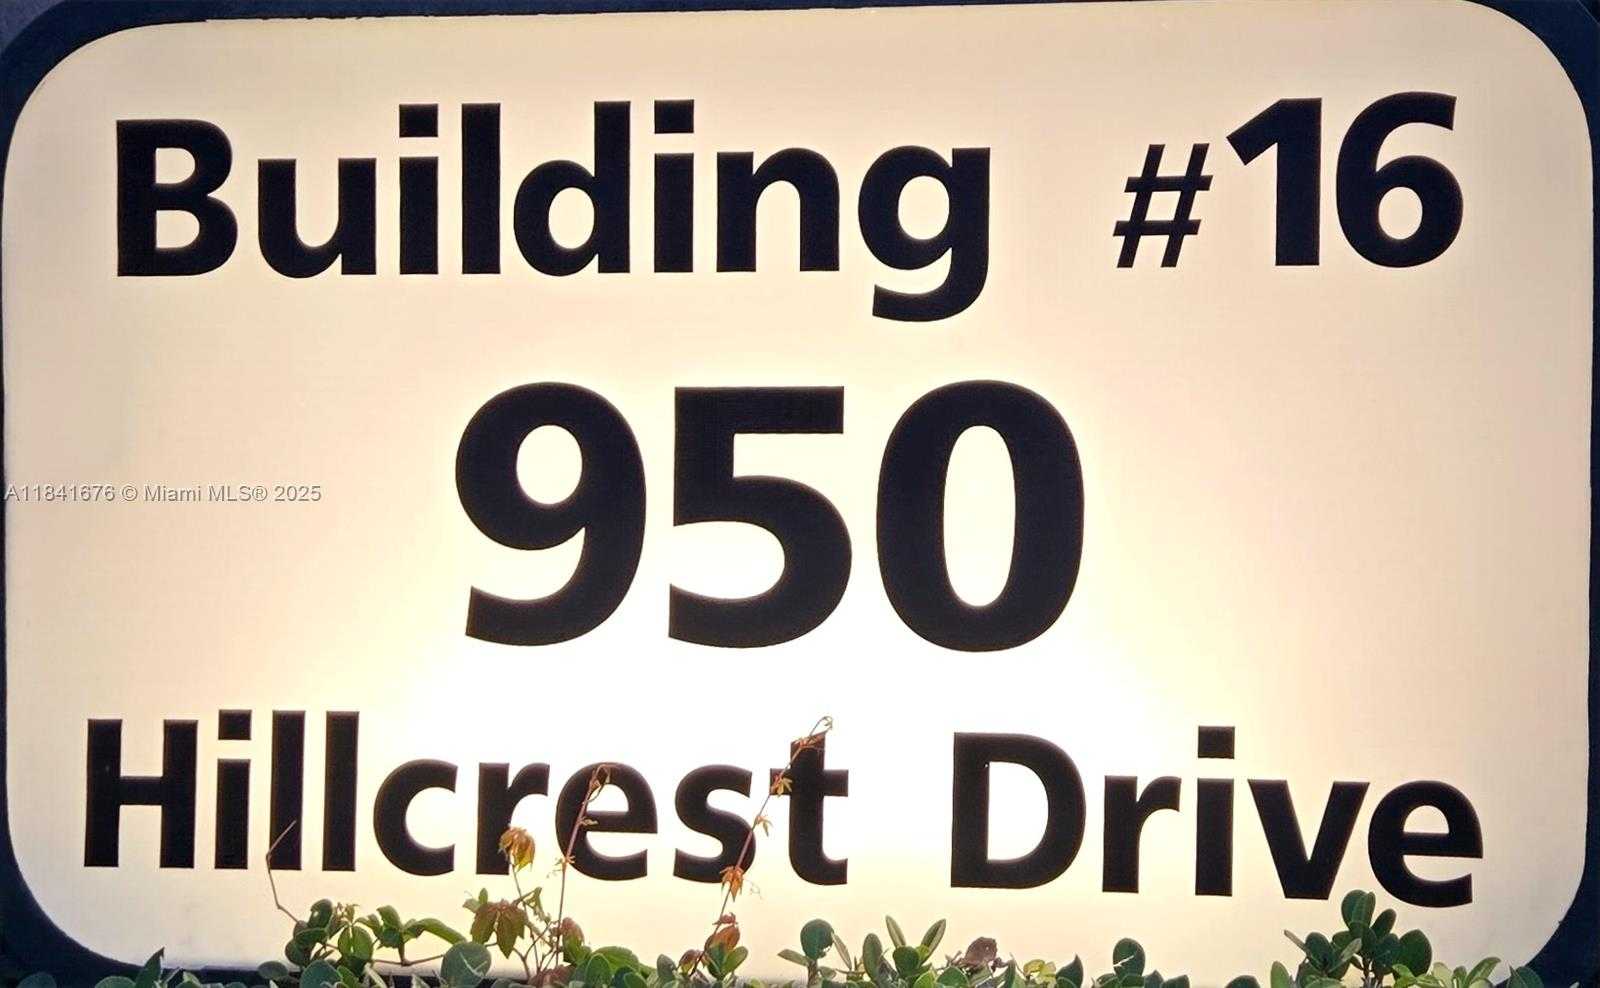 Building #16
950
A11841676 © Miami MLS® 2025
Hillcrest Drive